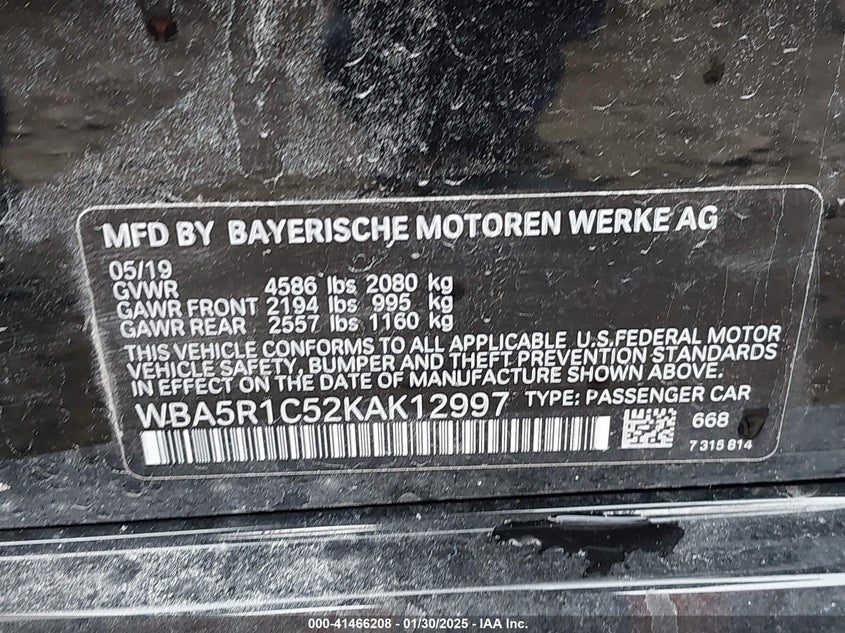 MFD BY BAYERISCHE MOTOREN WERKE AG
05/19
GVWR 4586 lbs 2080 kg
GAWR FRONT 2194 lbs 995 kg
GAWR REAR 2557 lbs 1160 kg
THIS VEHICLE CONFORMS TO ALL APPLICABLE U.S.FEDERAL MOTOR
VEHICLE SAFETY, BUMPER AND THEFT PREVENTION STANDARDS
IN EFFECT ON THE DATE OF MANUFACTURE SHOWN ABOVE.
WBA5R1C52KAK12997 TYPE: PASSENGER CAR
668
7 315 814
000-41466208 - 01/30/2025 - IAA Inc.